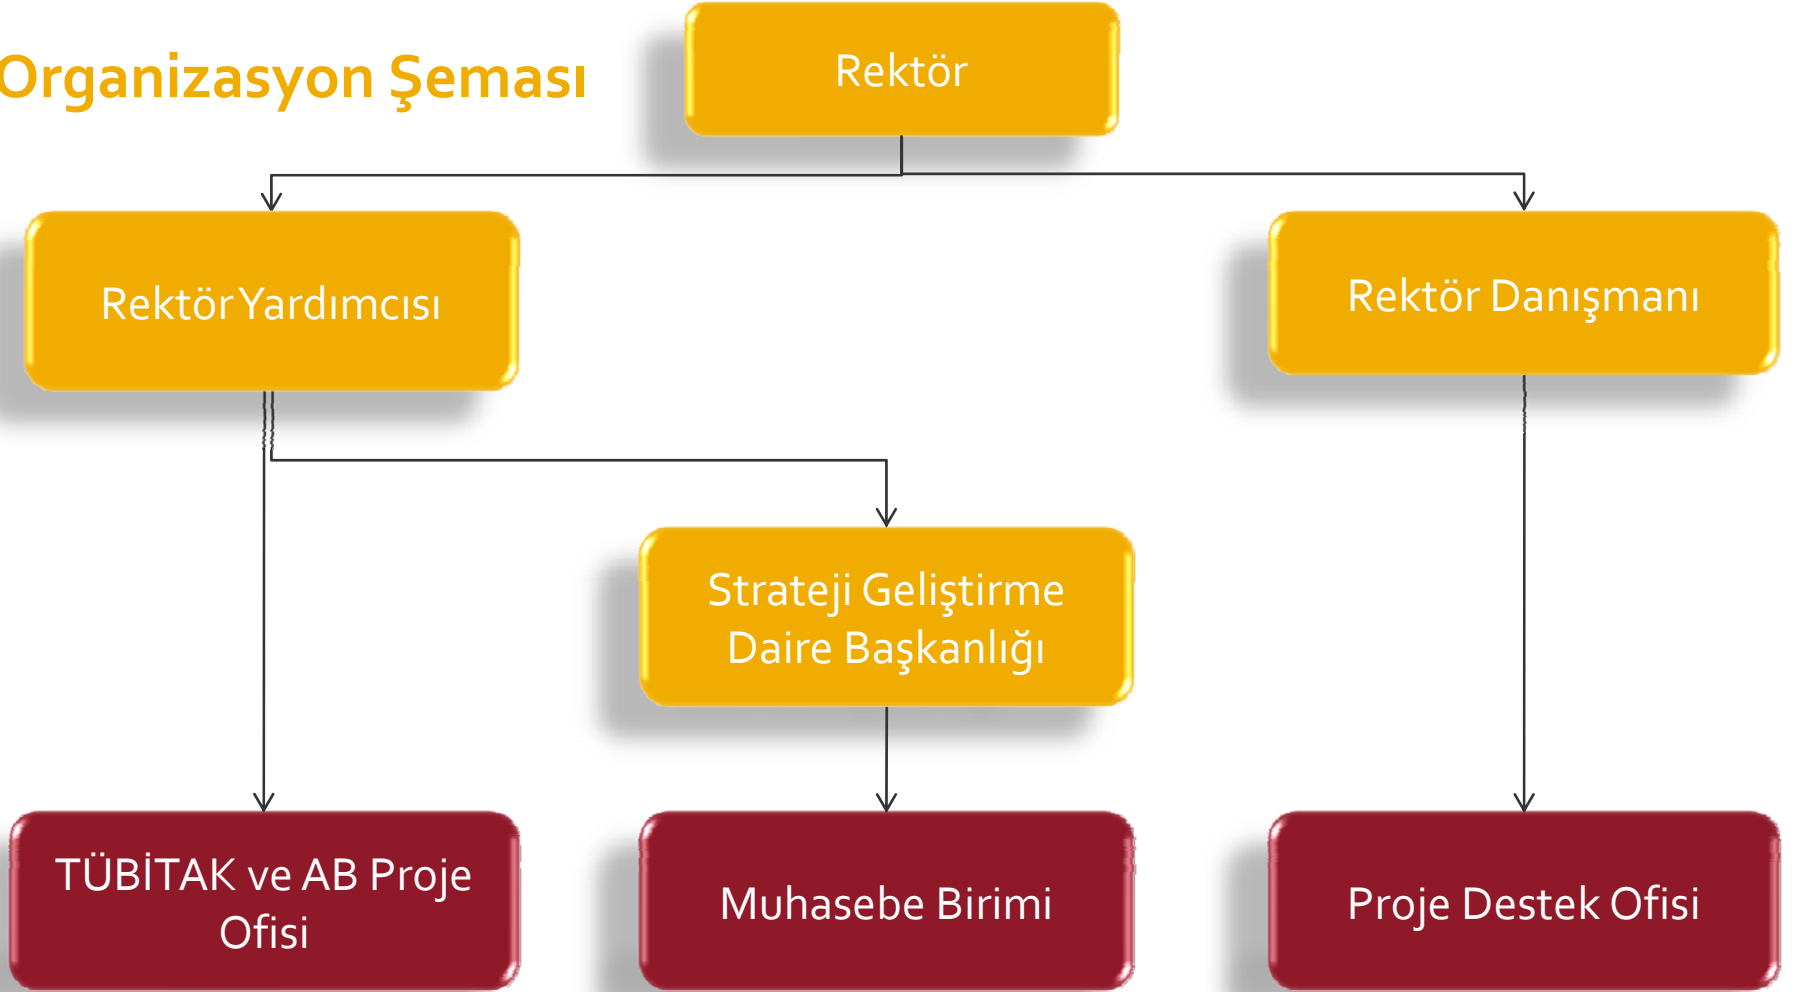 Organizasyon Şeması
Rektör
Rektör Yardımcısı
Rektör Danışmanı
Strateji Geliştirme
Daire Başkanlığı
TÜBİTAK ve AB Proje
Ofisi
Muhasebe Birimi
Proje Destek Ofisi